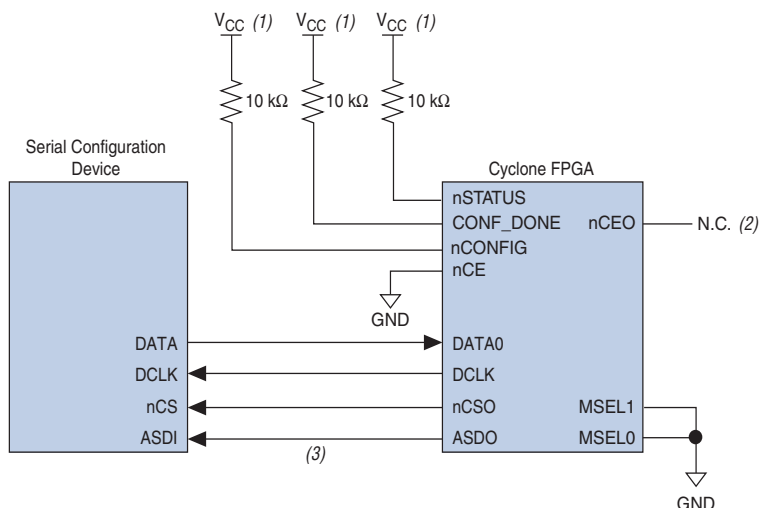 VCC (1) VCC (1) VCC (1)
10 kΩ 10 kΩ 10 kΩ
Serial Configuration
Device
Cyclone FPGA
nSTATUS
CONF_DONE nCEO N.C. (2)
nCONFIG
nCE
GND
DATA DATA0
DCLK DCLK
nCS nCSO MSEL1
ASDI (3) ASDO MSEL0
GND